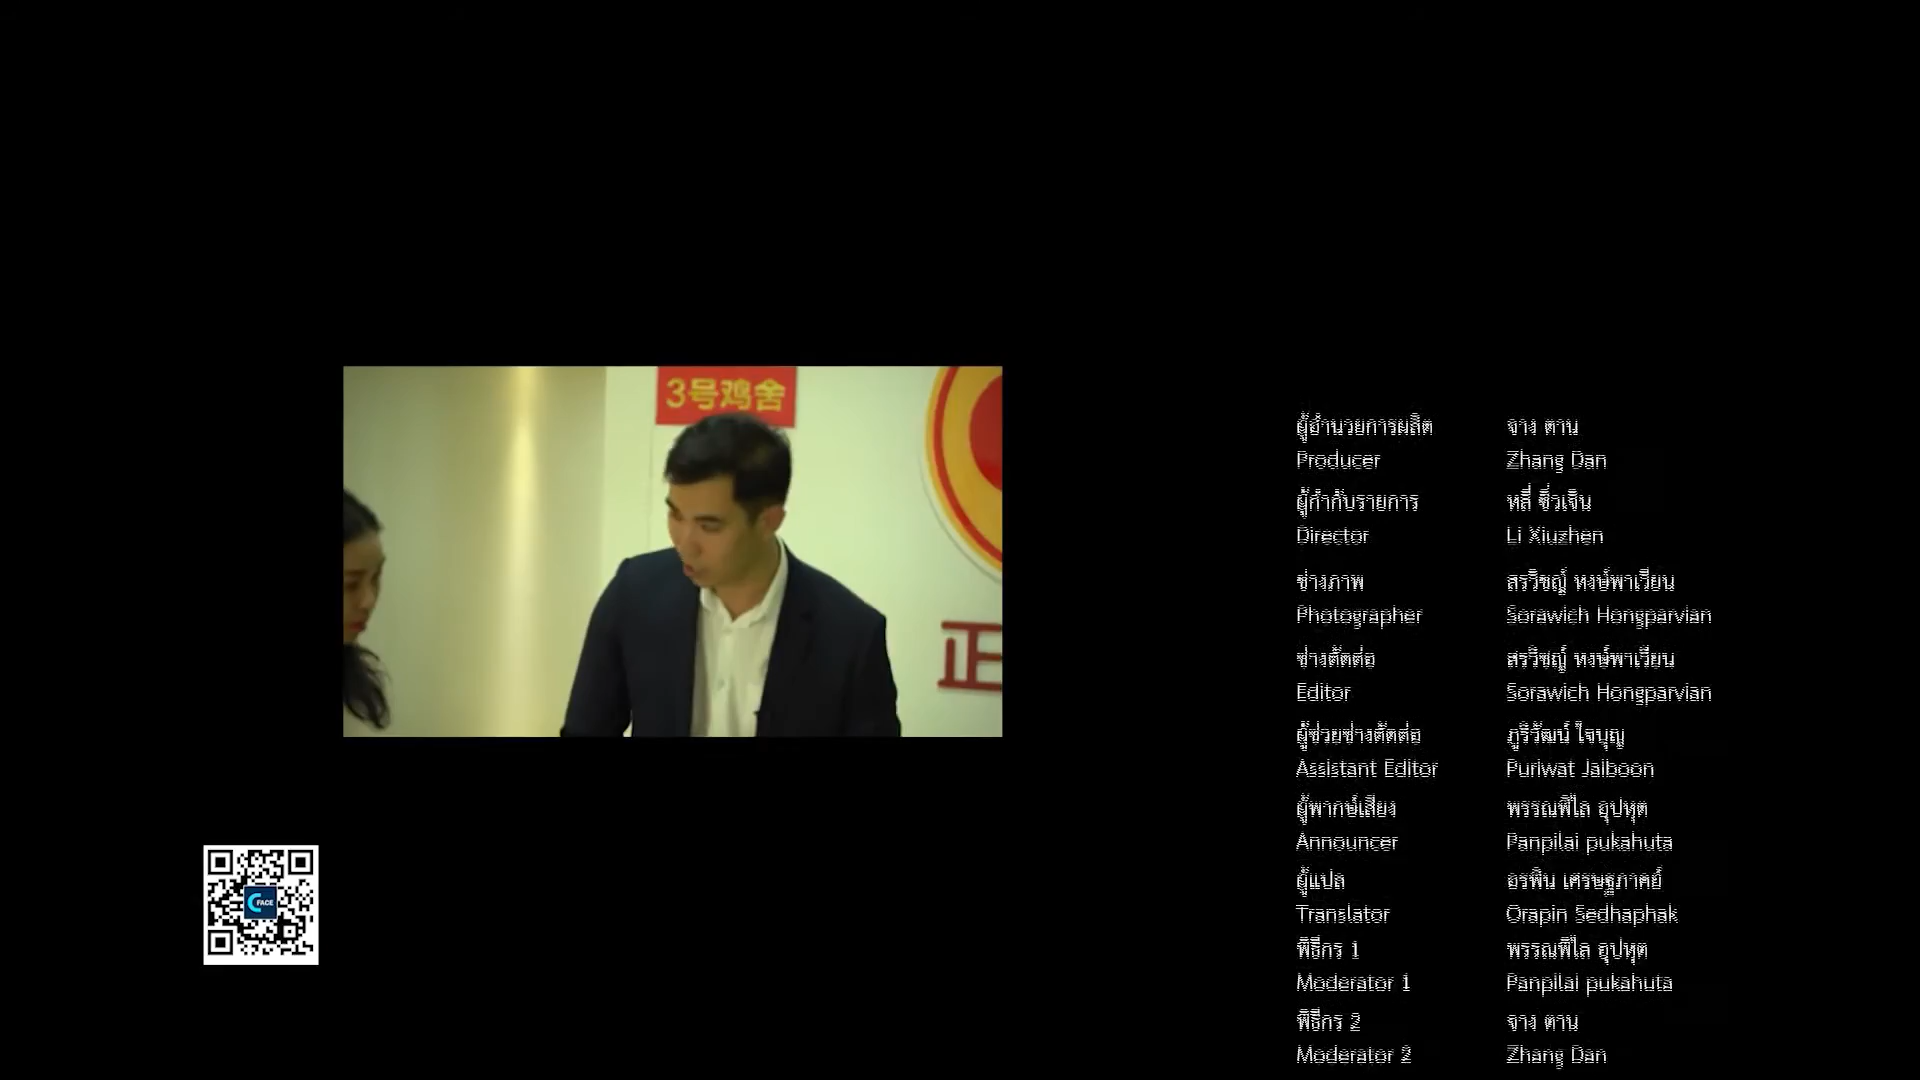 3号鸡舍
正
FACE
ผู้อำนวยการผลิต จาง ตาน
Producer Zhang Dan
ผู้กำกับรายการ หลี่ ซิ่วเจิน
Director Li Xiuzhen
ช่างภาพ สรวิชญ์ หงษ์พาเวียน
Photographer Sorawich Hongparvian
ช่างตัดต่อ สรวิชญ์ หงษ์พาเวียน
Editor Sorawich Hongparvian
ผู้ช่วยช่างตัดต่อ ภูริวัฒน์ ใจบุญ
Assistant Editor Puriwat Jaiboon
ผู้พากษ์เสียง พรรณพิไล อุปหุต
Announcer Panpilai pukahuta
ผู้แปล อรพิน เศรษฐภาคย์
Translator Orapin Sedhaphak
พิธีกร 1 พรรณพิไล อุปหุต
Moderator 1 Panpilai pukahuta
พิธีกร 2 จาง ตาน
Moderator 2 Zhang Dan